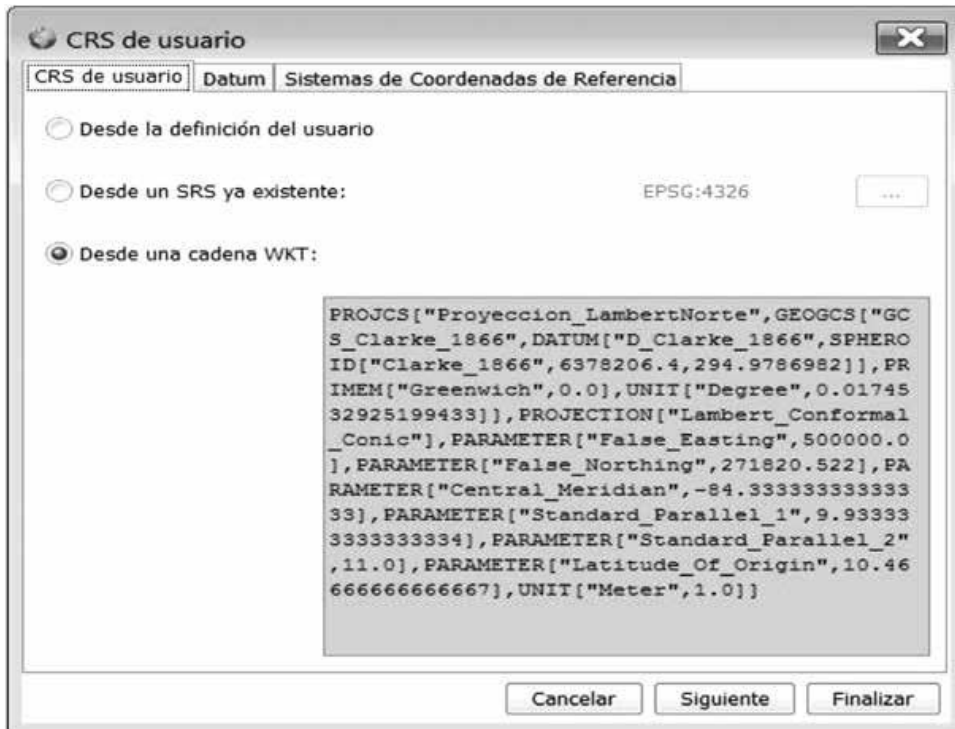 CRS de usuario
CRS de usuario Datum Sistemas de Coordenadas de Referencia
Desde la definición del usuario
Desde un SRS ya existente: EPSG:4326 ...
Desde una cadena WKT:
PROJCS["Proyeccion_LambertNorte",GEOGCS["GC
S_Clarke_1866",DATUM["D_Clarke_1866",SPHERO
ID["Clarke_1866",6378206.4,294.9786982]],PR
IMEM["Greenwich",0.0],UNIT["Degree",0.01745
32925199433]],PROJECTION["Lambert_Conformal
_Conic"],PARAMETER["False_Easting",500000.0
],PARAMETER["False_Northing",271820.522],PA
RAMETER["Central_Meridian",-84.333333333333
33],PARAMETER["Standard_Parallel_1",9.93333
3333333334],PARAMETER["Standard_Parallel_2"
,11.0],PARAMETER["Latitude_Of_Origin",10.46
666666666667],UNIT["Meter",1.0]]
Cancelar Siguiente Finalizar